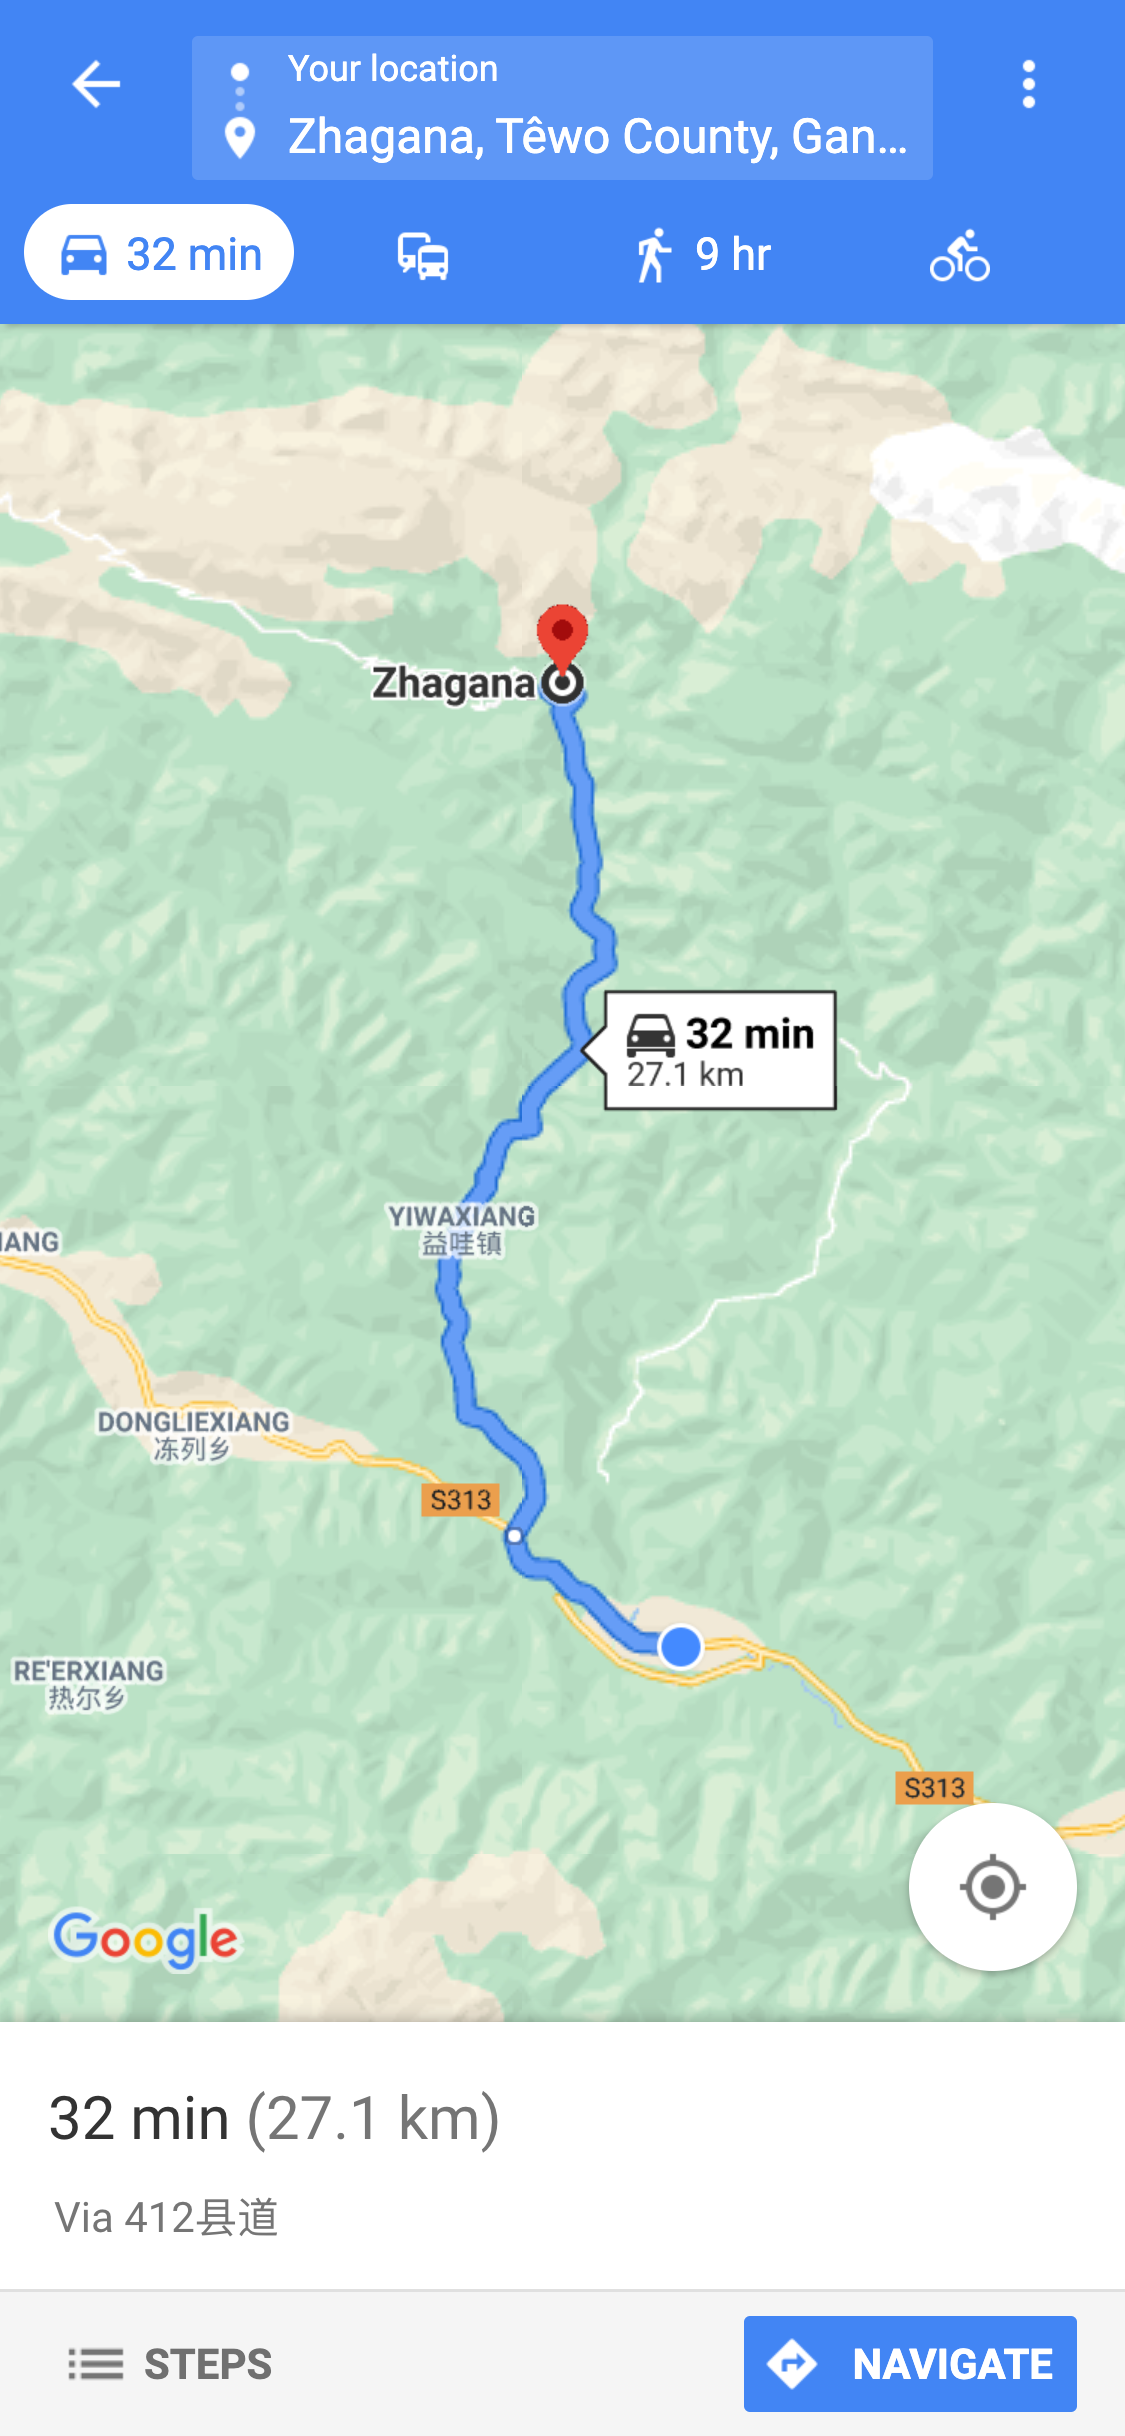 Your location
Zhagana, Têwo County, Gan...
32 min
9 hr
Zhagana
32 min
27.1 km
YIWAXIANG
益哇镇
IANG
DONGLIEXIANG
冻列乡
S313
RE'ERXIANG
热尔乡
S313
Google
32 min (27.1 km)
Via 412县道
STEPS
NAVIGATE